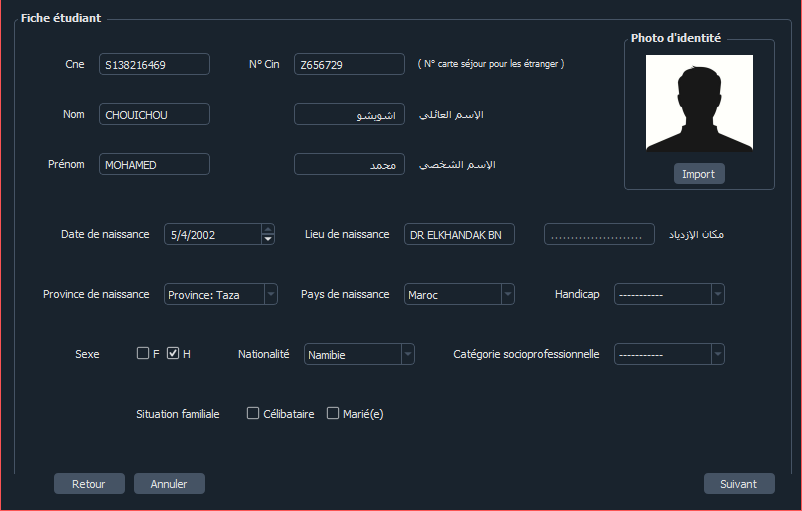 Fiche étudiant
Photo d'identité
Cne S138216469 N° Cin Z656729 ( N° carte séjour pour les étranger )
Nom CHOUICHOU اشويشو الإسم العائلي
Prénom MOHAMED محمد الإسم الشخصي
Import
Date de naissance 5/4/2002 Lieu de naissance DR ELKHANDAK BN ....................... مكان الإزدياد
Province de naissance Province: Taza Pays de naissance Maroc Handicap -----------
Sexe F H Nationalité Namibie Catégorie socioprofessionnelle -----------
Situation familiale Célibataire Marié(e)
Retour Annuler Suivant